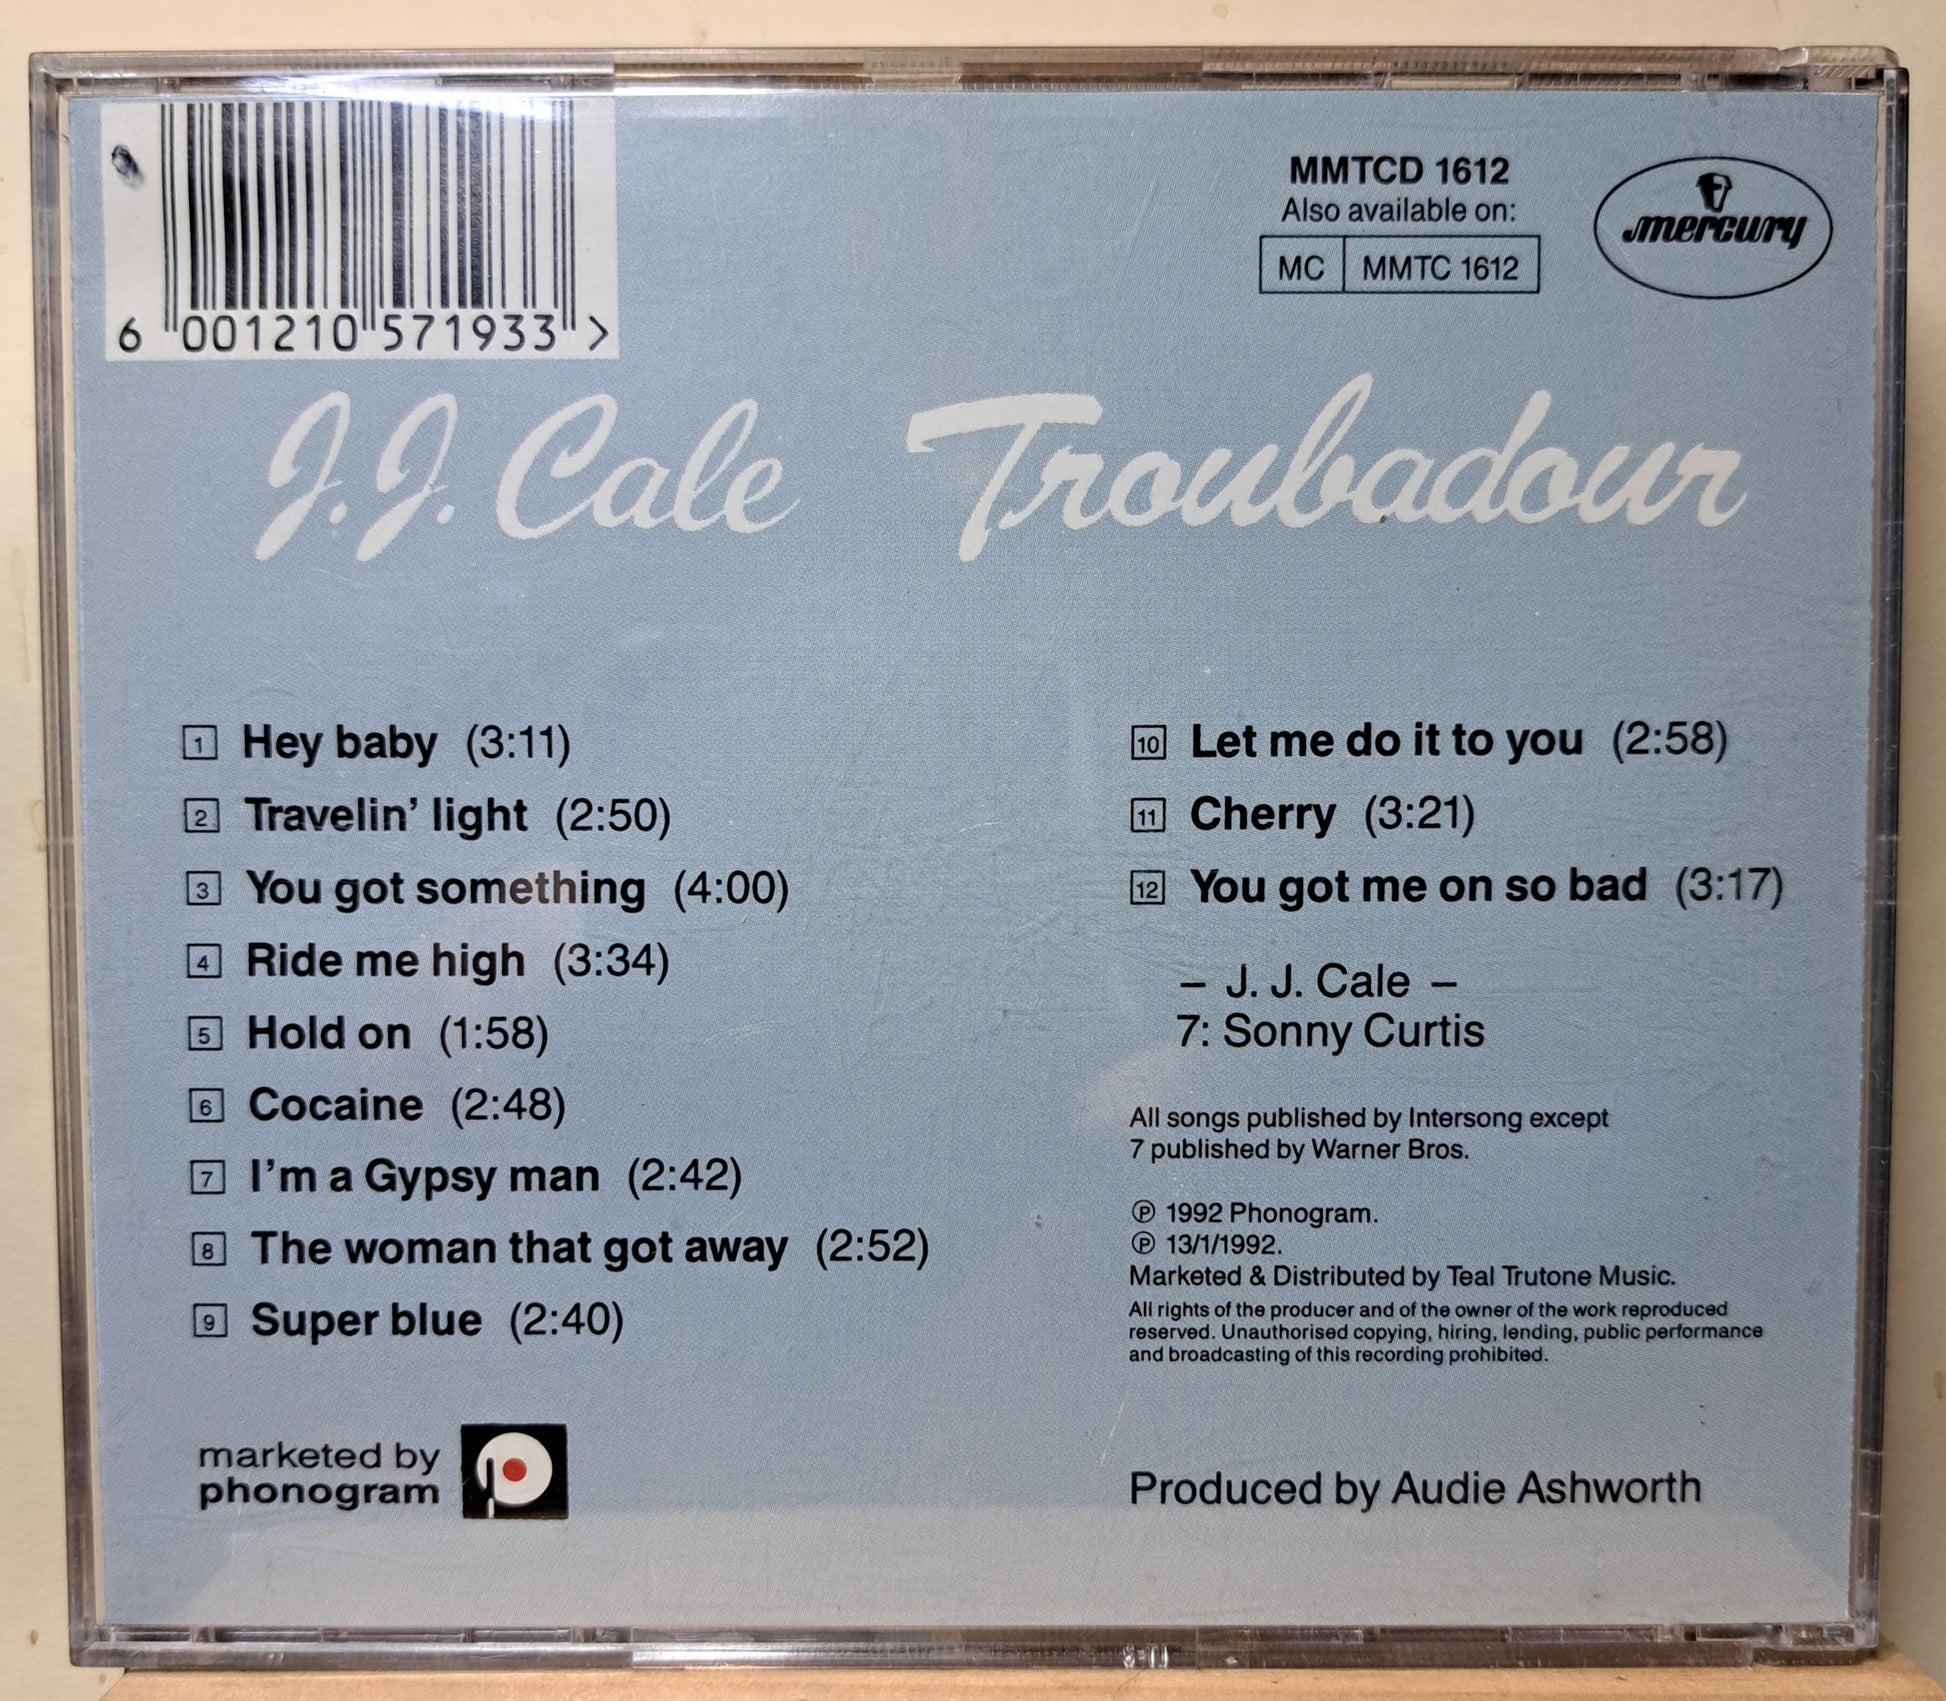 6 001210 571933 >
MMTCD 1612
Also available on:
MC MMTC 1612
mercury
J.J. Cale Troubadour
1 Hey baby (3:11)
2 Travelin' light (2:50)
3 You got something (4:00)
4 Ride me high (3:34)
5 Hold on (1:58)
6 Cocaine (2:48)
7 I'm a Gypsy man (2:42)
8 The woman that got away (2:52)
9 Super blue (2:40)
10 Let me do it to you (2:58)
11 Cherry (3:21)
12 You got me on so bad (3:17)
– J. J. Cale –
7: Sonny Curtis
All songs published by Intersong except
7 published by Warner Bros.
℗ 1992 Phonogram.
℗ 13/1/1992.
Marketed & Distributed by Teal Trutone Music.
All rights of the producer and of the owner of the work reproduced
reserved. Unauthorised copying, hiring, lending, public performance
and broadcasting of this recording prohibited.
marketed by
phonogram
Produced by Audie Ashworth